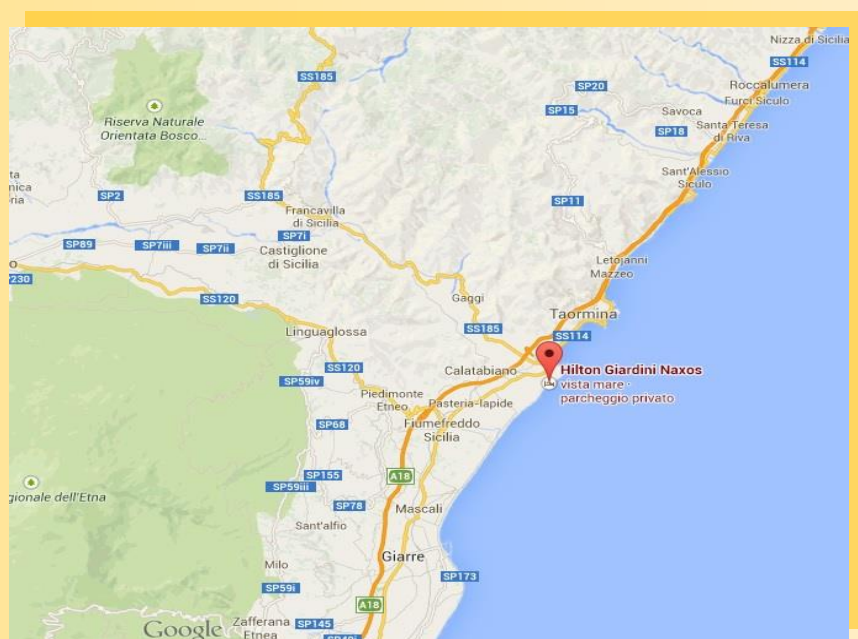 Nizza di Sicilia
SS114
SS185
Roccalumera
SP20
Furci Siculo
Riserva Naturale
Orientata Bosco...
SP15
Savoca
SP18
Santa Teresa
di Riva
Sant'Alessio
Siculo
SP2
SS185
SP11
Francavilla
di Sicilia
SP7i
SP89
SP7iii
SP7ii
Castiglione
di Sicilia
Letojanni
Mazzeo
SS120
Gaggi
Taormina
Linguaglossa
SS185
SS114
SS120
Calatabiano
Hilton Giardini Naxos
vista mare -
parcheggio privato
SP59iv
Piedimonte
Etneo
Pasteria-lapide
SP68
Fiumefreddo
Sicilia
SP155
A18
SP59iii
gionale dell'Etna
SP78
Mascali
Sant'alfio
Giarre
Milo
SP173
SP59i
A18
Google
Zafferana
Etnea
SP145